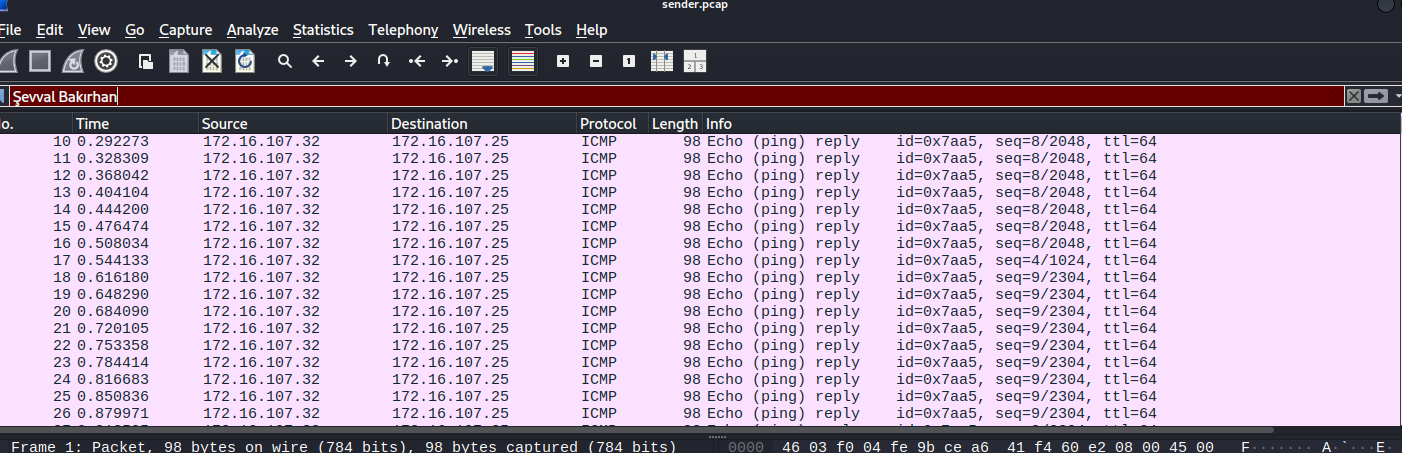 sender.pcap
File Edit View Go Capture Analyze Statistics Telephony Wireless Tools Help
Şevval Bakırhan
o. Time Source Destination Protocol Length Info
10 0.292273 172.16.107.32 172.16.107.25 ICMP 98 Echo (ping) reply id=0x7aa5, seq=8/2048, ttl=64
11 0.328309 172.16.107.32 172.16.107.25 ICMP 98 Echo (ping) reply id=0x7aa5, seq=8/2048, ttl=64
12 0.368042 172.16.107.32 172.16.107.25 ICMP 98 Echo (ping) reply id=0x7aa5, seq=8/2048, ttl=64
13 0.404104 172.16.107.32 172.16.107.25 ICMP 98 Echo (ping) reply id=0x7aa5, seq=8/2048, ttl=64
14 0.444200 172.16.107.32 172.16.107.25 ICMP 98 Echo (ping) reply id=0x7aa5, seq=8/2048, ttl=64
15 0.476474 172.16.107.32 172.16.107.25 ICMP 98 Echo (ping) reply id=0x7aa5, seq=8/2048, ttl=64
16 0.508034 172.16.107.32 172.16.107.25 ICMP 98 Echo (ping) reply id=0x7aa5, seq=8/2048, ttl=64
17 0.544133 172.16.107.32 172.16.107.25 ICMP 98 Echo (ping) reply id=0x7aa5, seq=4/1024, ttl=64
18 0.616180 172.16.107.32 172.16.107.25 ICMP 98 Echo (ping) reply id=0x7aa5, seq=9/2304, ttl=64
19 0.648290 172.16.107.32 172.16.107.25 ICMP 98 Echo (ping) reply id=0x7aa5, seq=9/2304, ttl=64
20 0.684090 172.16.107.32 172.16.107.25 ICMP 98 Echo (ping) reply id=0x7aa5, seq=9/2304, ttl=64
21 0.720105 172.16.107.32 172.16.107.25 ICMP 98 Echo (ping) reply id=0x7aa5, seq=9/2304, ttl=64
22 0.753358 172.16.107.32 172.16.107.25 ICMP 98 Echo (ping) reply id=0x7aa5, seq=9/2304, ttl=64
23 0.784414 172.16.107.32 172.16.107.25 ICMP 98 Echo (ping) reply id=0x7aa5, seq=9/2304, ttl=64
24 0.816683 172.16.107.32 172.16.107.25 ICMP 98 Echo (ping) reply id=0x7aa5, seq=9/2304, ttl=64
25 0.850836 172.16.107.32 172.16.107.25 ICMP 98 Echo (ping) reply id=0x7aa5, seq=9/2304, ttl=64
26 0.879971 172.16.107.32 172.16.107.25 ICMP 98 Echo (ping) reply id=0x7aa5, seq=9/2304, ttl=64
Frame 1: Packet, 98 bytes on wire (784 bits), 98 bytes captured (784 bits) 0000 46 03 f0 04 fe 9b ce a6 41 f4 60 e2 08 00 45 00 F······· A·`···E·